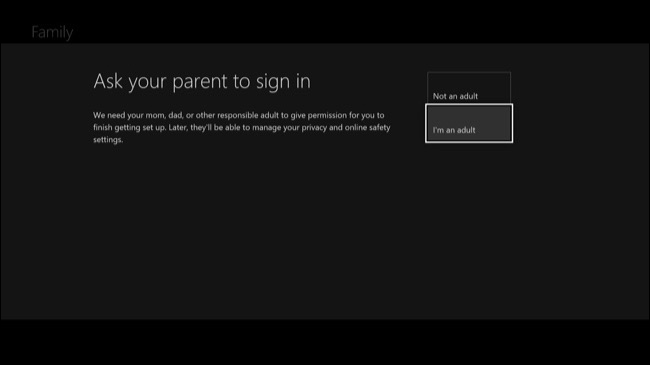 Family
Ask your parent to sign in
We need your mom, dad, or other responsible adult to give permission for you to
finish getting set up. Later, they'll be able to manage your privacy and online safety
settings.
Not an adult
I'm an adult